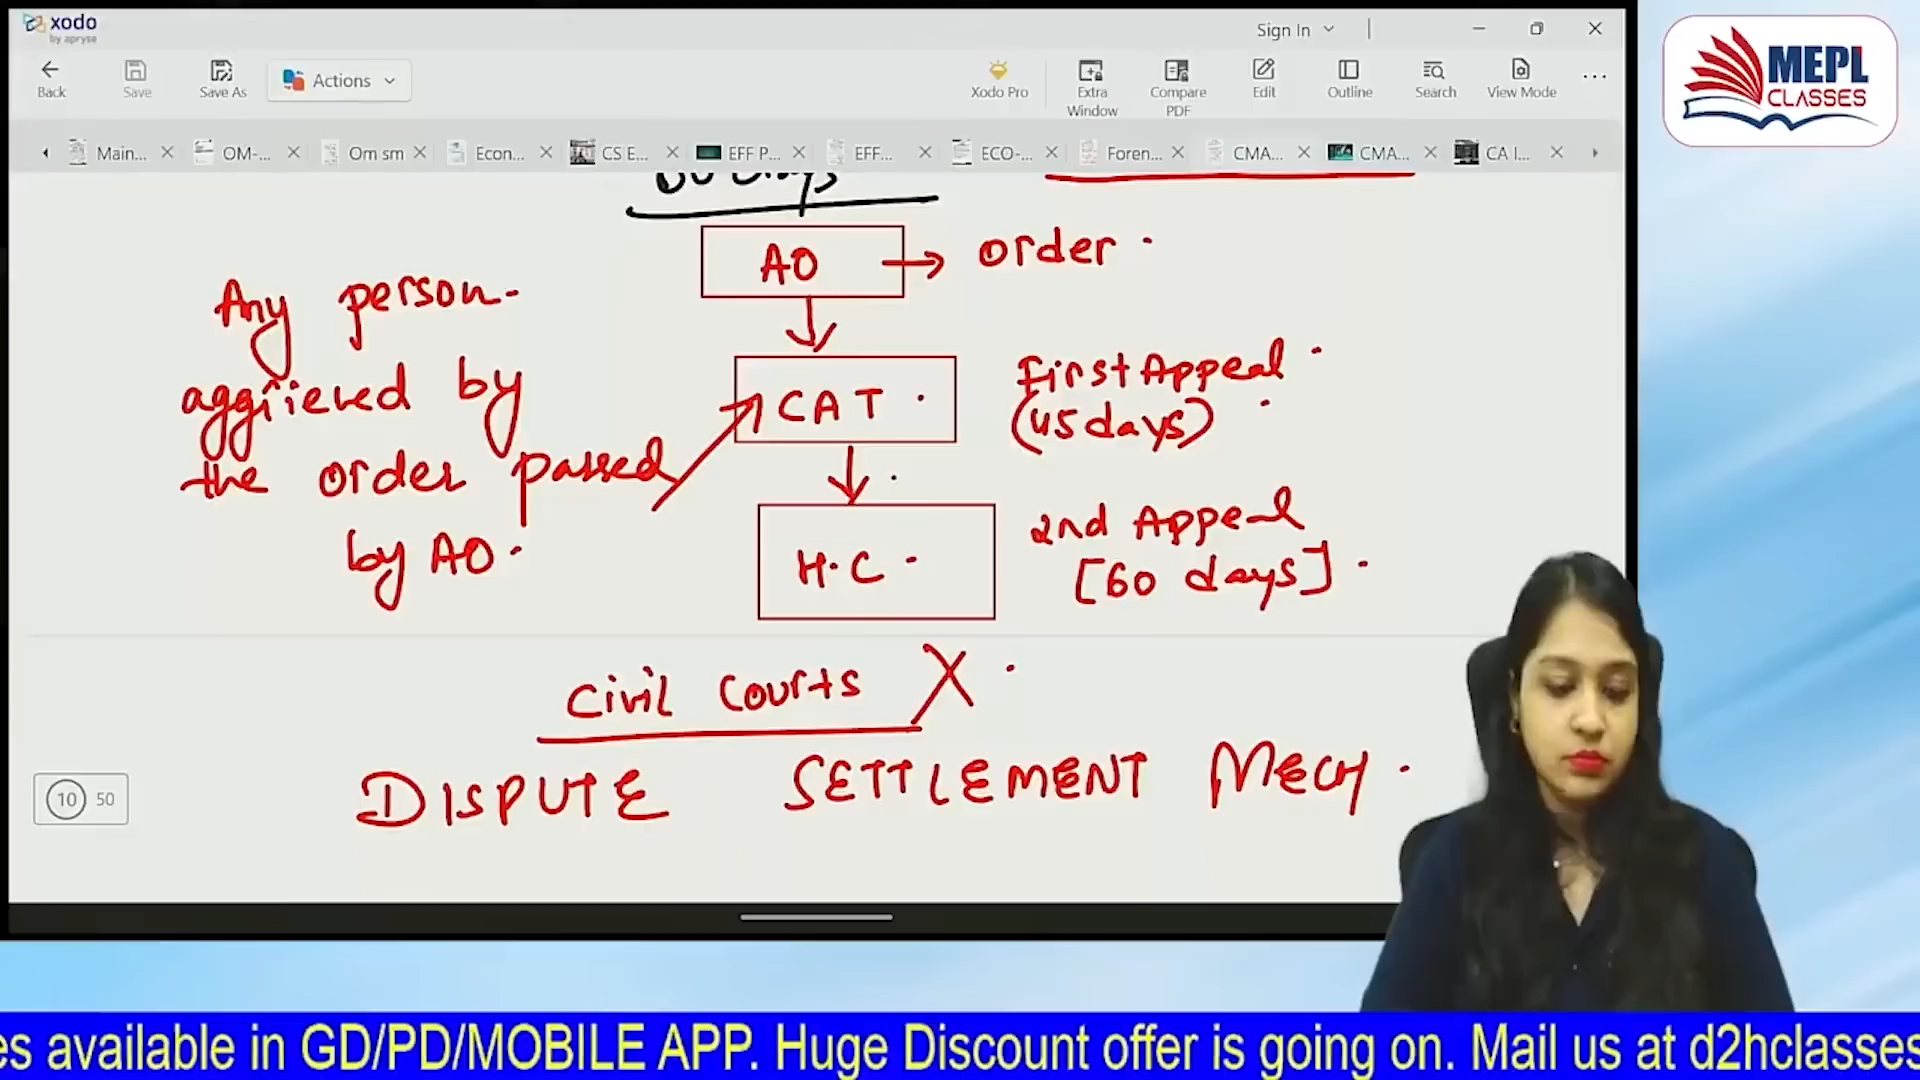 xodo
by apryse
Sign In
Back
Save
Save As
Actions
Xodo Pro
Extra Window
Compare PDF
Edit
Outline
Search
View Mode
Main...
OM-...
Om sm
Econ...
CS E...
EFF P...
EFF...
ECO-...
Foren...
CMA...
CMA...
CA I...
MEPL
CLASSES
AO → order.
Any person.
aggrieved by
the order passed
by AO.
CAT.
First Appeal.
(45 days)
H.C.
2nd Appeal
[60 days].
Civil Courts X.
DISPUTE SETTLEMENT MECH.
10 50
es available in GD/PD/MOBILE APP. Huge Discount offer is going on. Mail us at d2hclasses